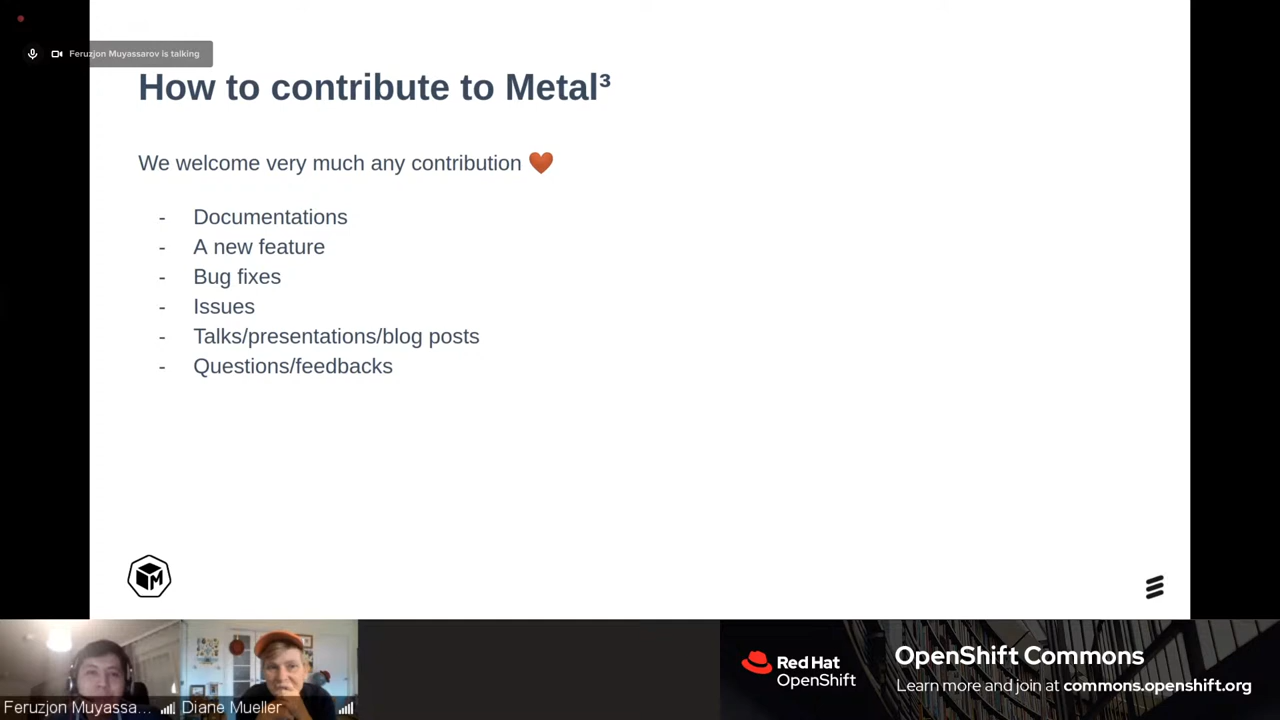 Feruzjon Muyassarov is talking
How to contribute to Metal³
We welcome very much any contribution ❤️
- Documentations
- A new feature
- Bug fixes
- Issues
- Talks/presentations/blog posts
- Questions/feedbacks
M
Feruzjon Muyassa...
Diane Mueller
Red Hat
OpenShift
OpenShift Commons
Learn more and join at commons.openshift.org